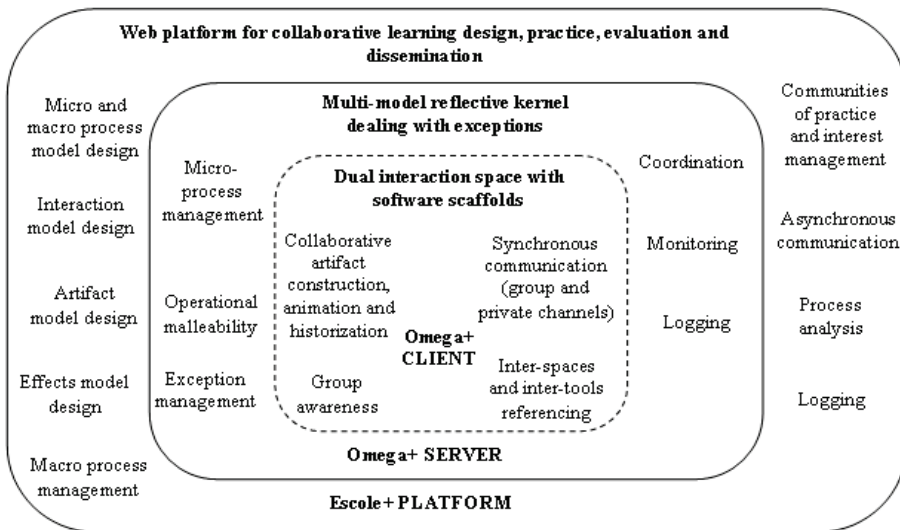 Web platform for collaborative learning design, practice, evaluation and
dissemination
Micro and
macro process
model design
Interaction
model design
Artifact
model design
Effects model
design
Macro process
management
Multi-model reflective kernel
dealing with exceptions
Micro-
process
management
Operational
malleability
Exception
management
Dual interaction space with
software scaffolds
Collaborative
artifact
construction,
animation and
historization
Group
awareness
Synchronous
communication
(group and
private channels)
Inter-spaces
and inter-tools
referencing
Omega+
CLIENT
Coordination
Monitoring
Logging
Omega+ SERVER
Communities
of practice
and interest
management
Asynchronous
communication
Process
analysis
Logging
Escole+ PLATFORM